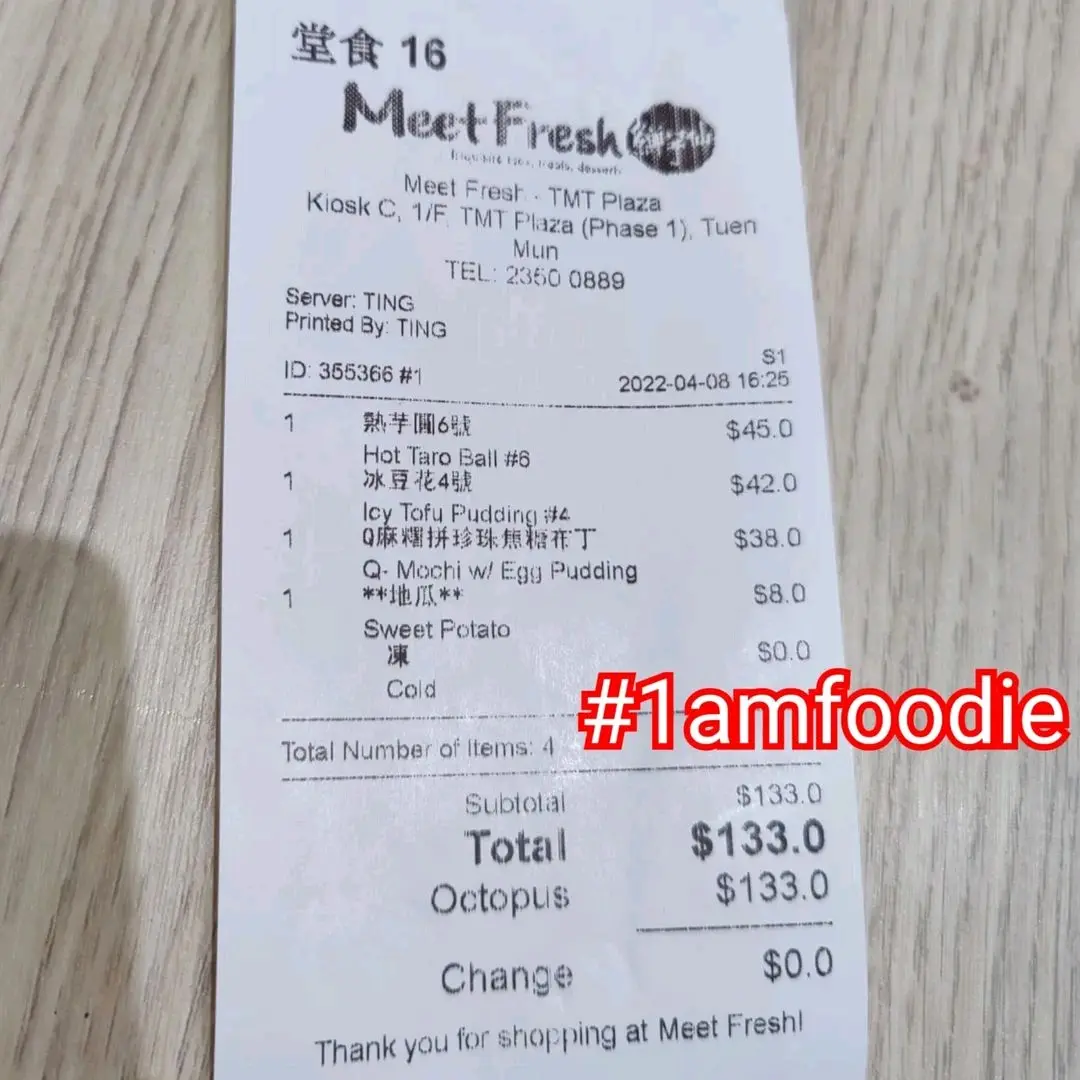 堂食 16
Meet Fresh
Meet Fresh - TMT Plaza
Kiosk C, 1/F, TMT Plaza (Phase 1), Tuen
Mun
TEL: 2350 0889
Server: TING
Printed By: TING
S1
ID: 355366 #1 2022-04-08 16:25
1 熱芋圓6號 $45.0
Hot Taro Ball #6
1 冰豆花4號 $42.0
Icy Tofu Pudding #4
1 Q麻糬拼珍珠焦糖布丁 $38.0
Q- Mochi w/ Egg Pudding
1 **地瓜** $8.0
Sweet Potato
凍 $0.0
Cold
#1amfoodie
Total Number of Items: 4
Subtotal $133.0
Total $133.0
Octopus $133.0
Change $0.0
Thank you for shopping at Meet Fresh!